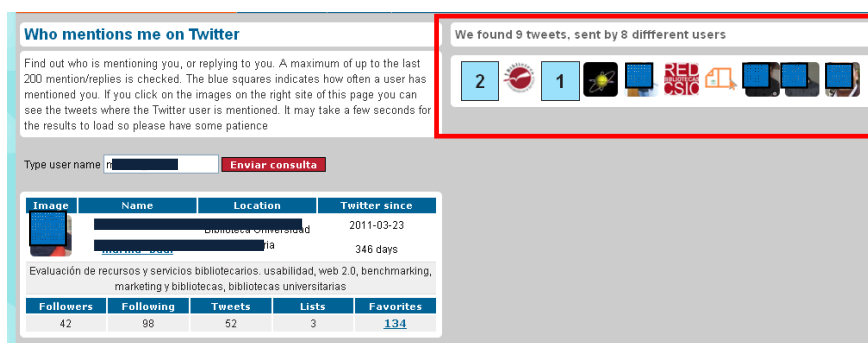 Who mentions me on Twitter
Find out who is mentioning you, or replying to you. A maximum of up to the last
200 mention/replies is checked. The blue squares indicates how often a user has
mentioned you. If you click on the images on the right site of this page you can
see the tweets where the Twitter user is mentioned. It may take a few seconds for
the results to load so please have some patience
Type user name Enviar consulta
Image Name Location Twitter since
Biblioteca Universidad 2011-03-23
346 days
Evaluación de recursos y servicios bibliotecarios. usabilidad, web 2.0, benchmarking,
marketing y bibliotecas, bibliotecas universitarias
Followers Following Tweets Lists Favorites
42 98 52 3 134
We found 9 tweets, sent by 8 diffferent users
2 1
RED
BIBLIOTECAS
CSIC